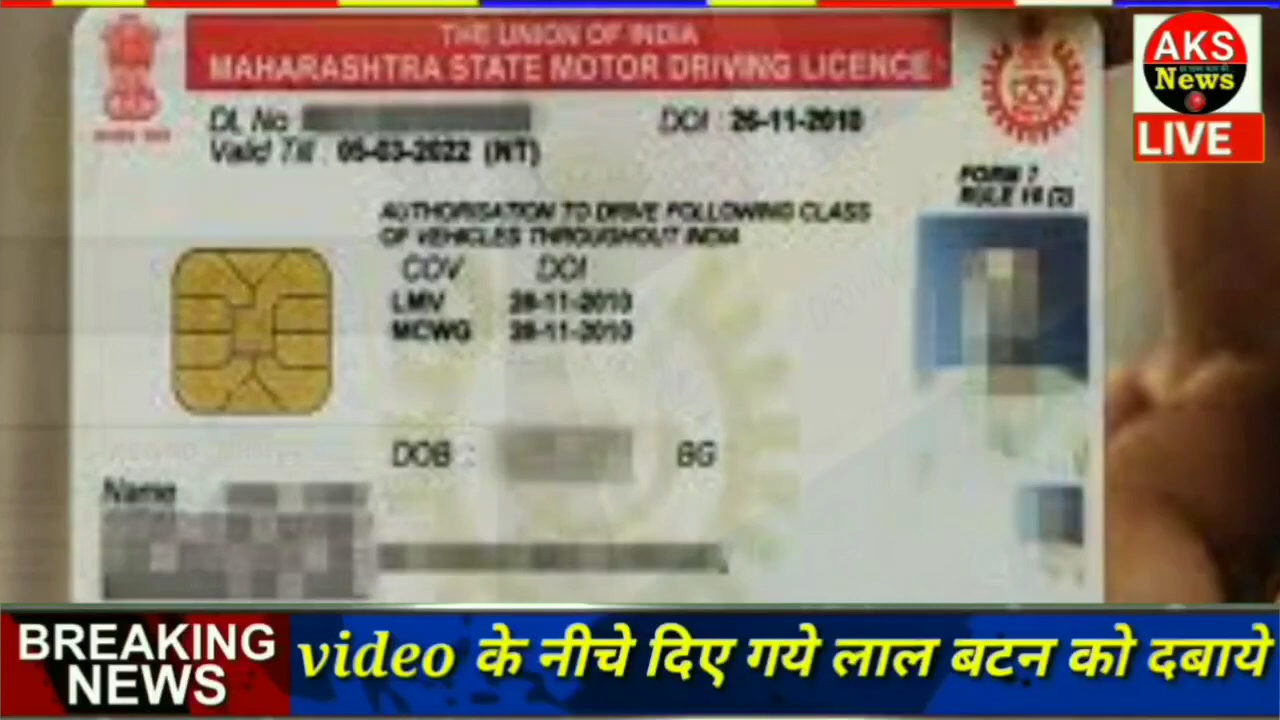 THE UNION OF INDIA
MAHARASHTRA STATE MOTOR DRIVING LICENCE
AKS
News
LIVE
DL No
DOI : 26-11-2010
Valid Till : 05-03-2022 (NT)
FORM 7
RULE 16 (2)
AUTHORISATION TO DRIVE FOLLOWING CLASS
OF VEHICLES THROUGHOUT INDIA
COV DOI
LMV 28-11-2010
MCWG 28-11-2010
DOB : BG
Name
BREAKING
NEWS
video के नीचे दिए गये लाल बटन को दबाये